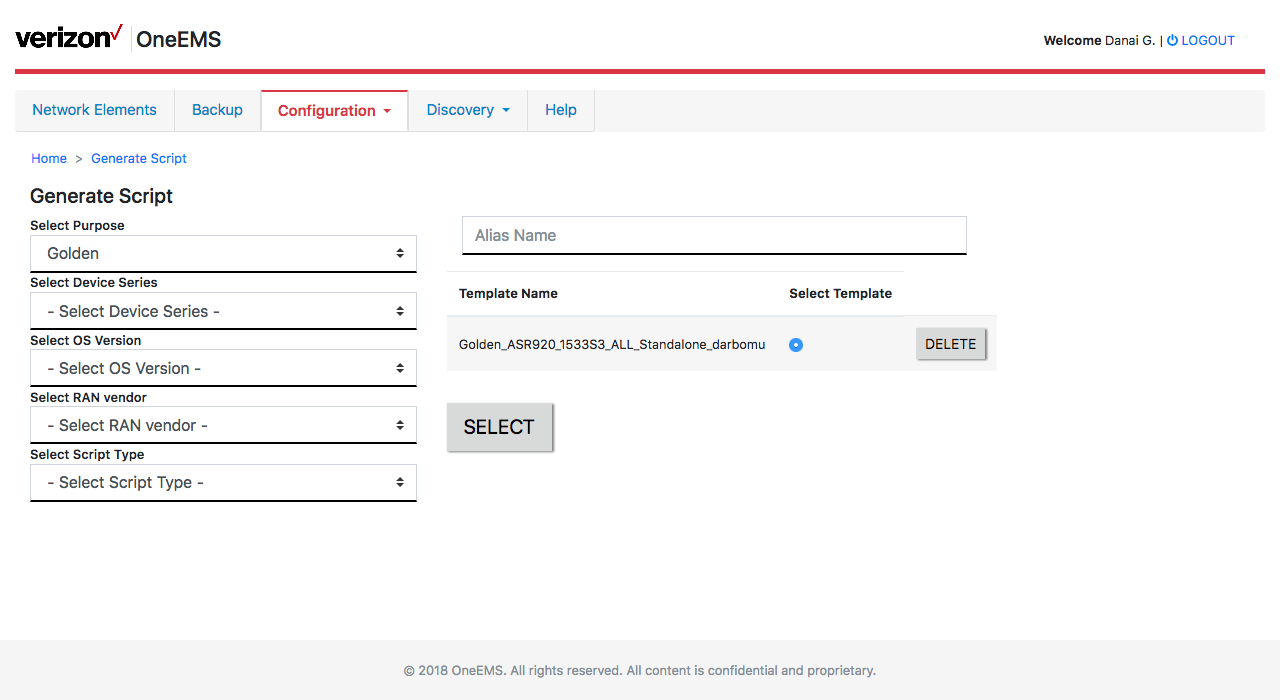 verizon✓ OneEMS
Welcome Danai G. | LOGOUT
Network Elements Backup Configuration Discovery Help
Home > Generate Script
Generate Script
Select Purpose
Golden
Select Device Series
- Select Device Series -
Select OS Version
- Select OS Version -
Select RAN vendor
- Select RAN vendor -
Select Script Type
- Select Script Type -
Alias Name
Template Name Select Template
Golden_ASR920_1533S3_ALL_Standalone_darbomu DELETE
SELECT
© 2018 OneEMS. All rights reserved. All content is confidential and proprietary.